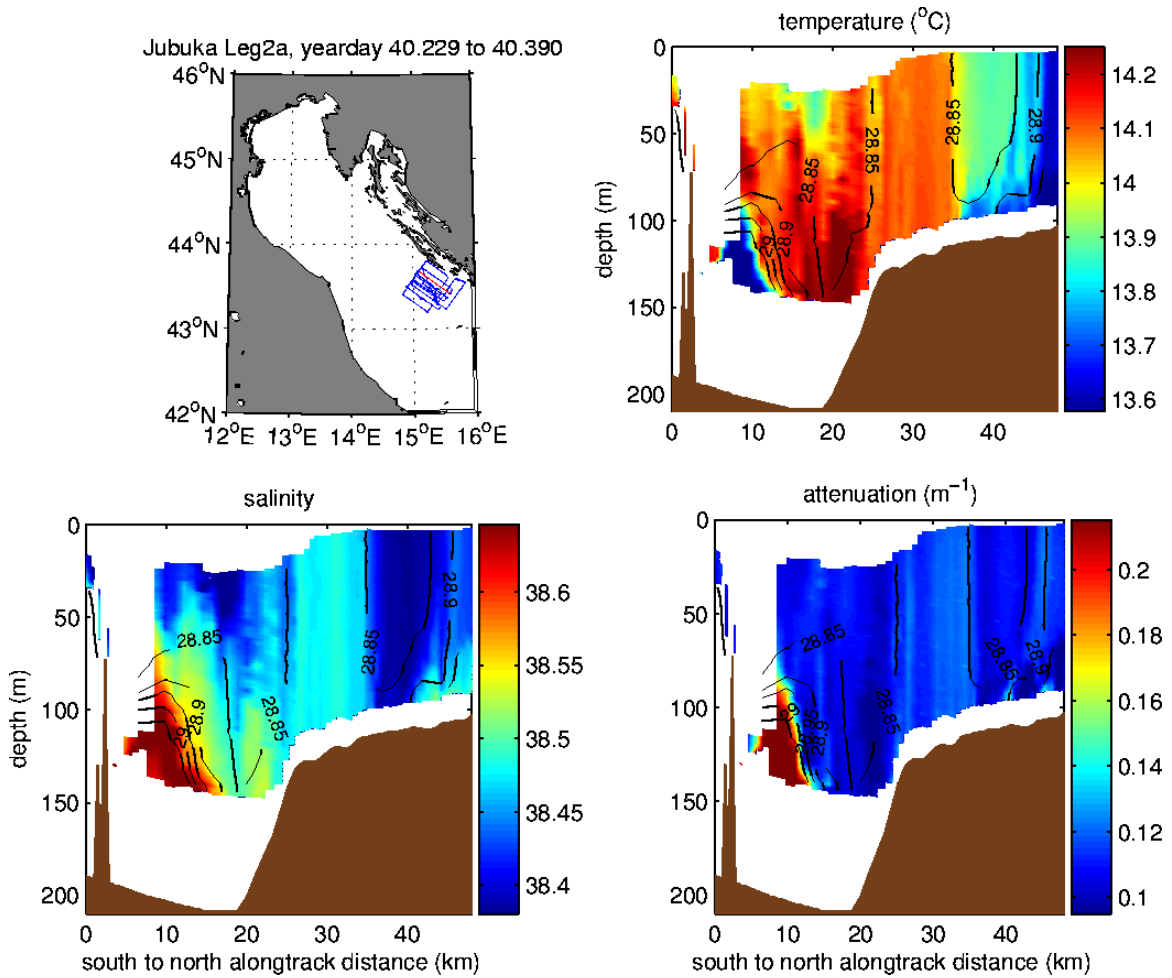 Jubuka Leg2a, yearday 40.229 to 40.390
46°N
45°N
44°N
43°N
42°N
12°E 13°E 14°E 15°E 16°E
temperature (°C)
0
50
100
150
200
depth (m)
0 10 20 30 40
28.85
28.85
28.85
28.9
28.9
29
14.2
14.1
14
13.9
13.8
13.7
13.6
salinity
0
50
100
150
200
depth (m)
0 10 20 30 40
south to north alongtrack distance (km)
28.85
28.85
28.85
28.9
28.9
38.6
38.55
38.5
38.45
38.4
attenuation (m⁻¹)
0
50
100
150
200
0 10 20 30 40
south to north alongtrack distance (km)
28.85
28.85
28.85
28.9
28.9
29
0.2
0.18
0.16
0.14
0.12
0.1